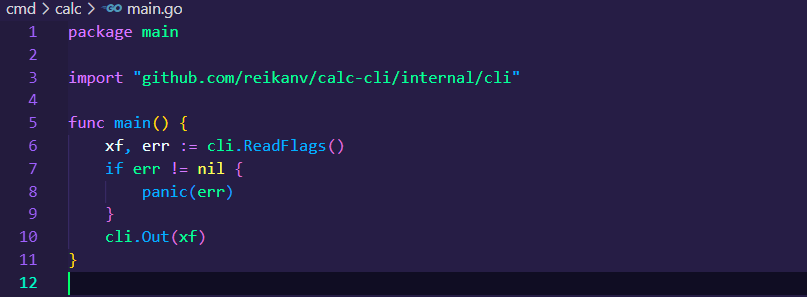 cmd > calc > GO main.go
1 package main
2
3 import "github.com/reikanv/calc-cli/internal/cli"
4
5 func main() {
6     xf, err := cli.ReadFlags()
7     if err != nil {
8         panic(err)
9     }
10     cli.Out(xf)
11 }
12